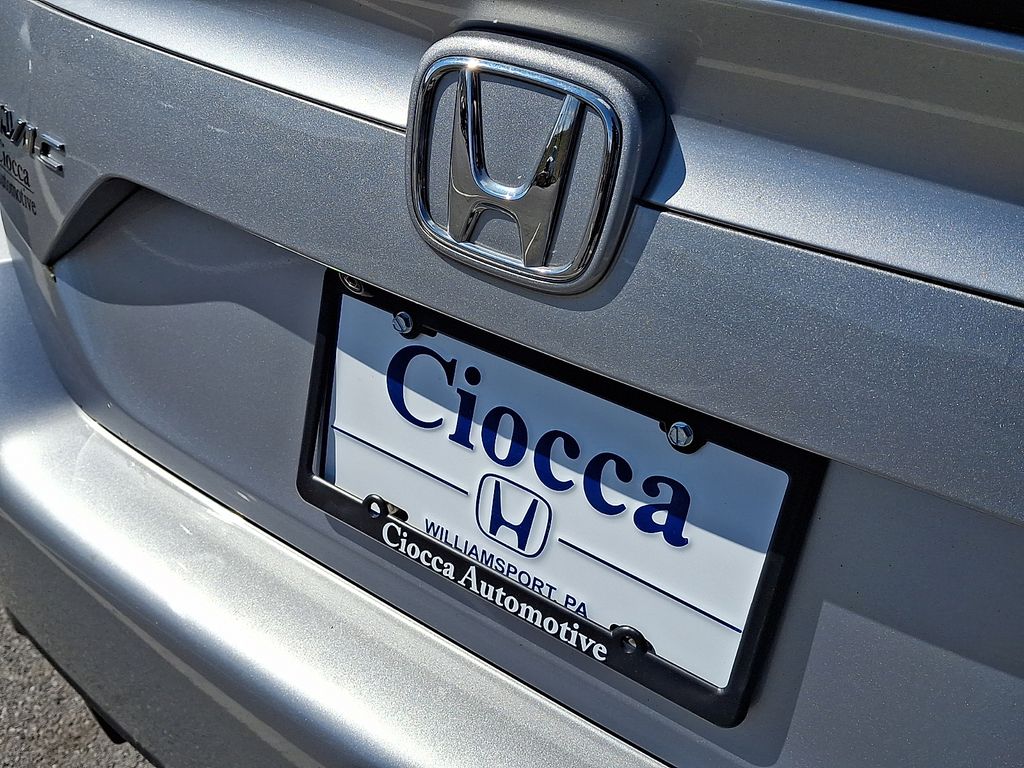 Ciocca
Automotive
Ciocca
WILLIAMSPORT, PA
Ciocca Automotive